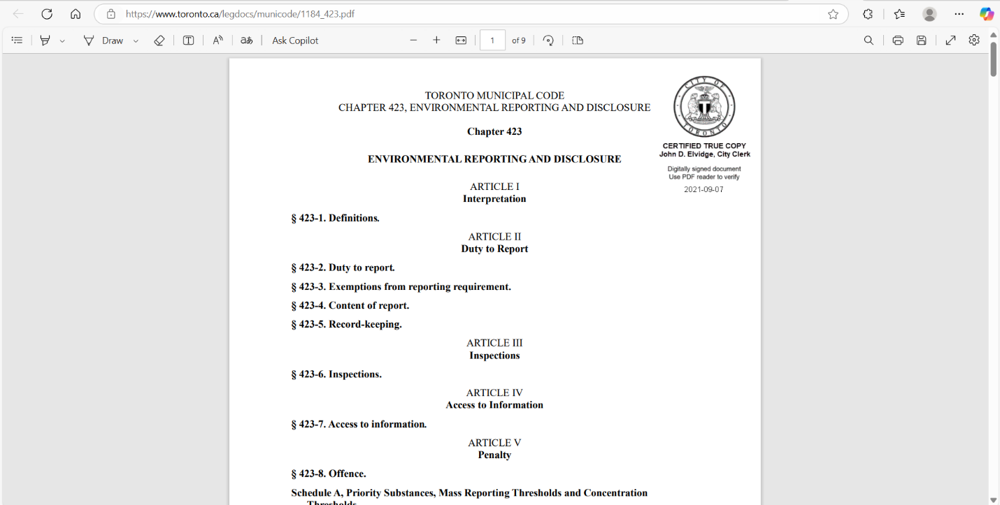 https://www.toronto.ca/legdocs/municode/1184_423.pdf
Draw
T
A
aあ
Ask Copilot
1
of 9
TORONTO MUNICIPAL CODE
CHAPTER 423, ENVIRONMENTAL REPORTING AND DISCLOSURE
Chapter 423
ENVIRONMENTAL REPORTING AND DISCLOSURE
CITY OF
TORONTO
T
CERTIFIED TRUE COPY
John D. Elvidge, City Clerk
Digitally signed document
Use PDF reader to verify
2021-09-07
ARTICLE I
Interpretation
§ 423-1. Definitions.
ARTICLE II
Duty to Report
§ 423-2. Duty to report.
§ 423-3. Exemptions from reporting requirement.
§ 423-4. Content of report.
§ 423-5. Record-keeping.
ARTICLE III
Inspections
§ 423-6. Inspections.
ARTICLE IV
Access to Information
§ 423-7. Access to information.
ARTICLE V
Penalty
§ 423-8. Offence.
Schedule A, Priority Substances, Mass Reporting Thresholds and Concentration
Thresholds